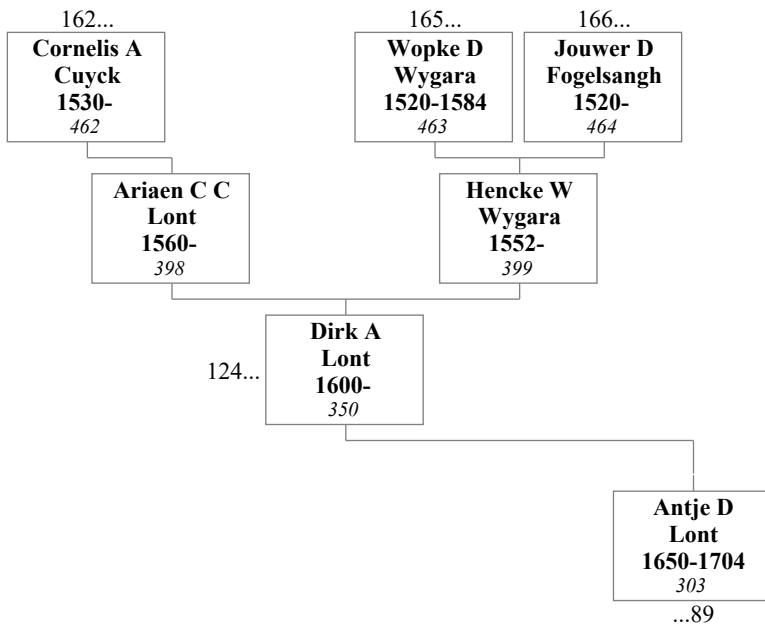 162...
Cornelis A
Cuyck
1530-
462
165...
Wopke D
Wygara
1520-1584
463
166...
Jouwer D
Fogelsangh
1520-
464
Ariaen C C
Lont
1560-
398
Hencke W
Wygara
1552-
399
124...
Dirk A
Lont
1600-
350
Antje D
Lont
1650-1704
303
...89